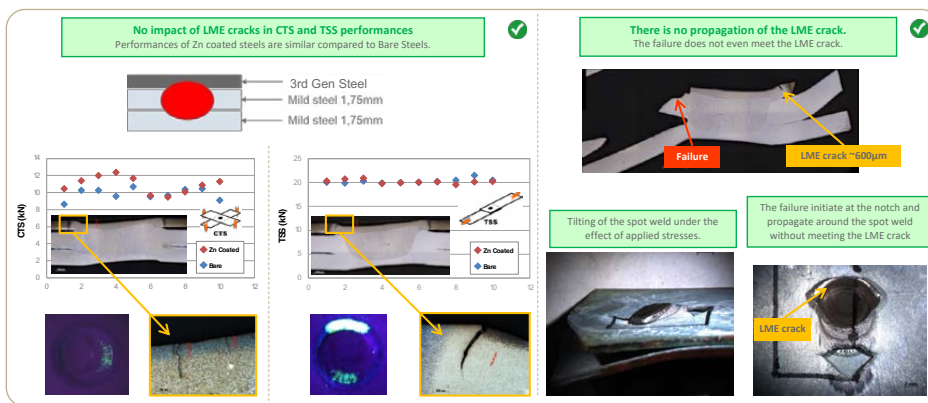 No impact of LME cracks in CTS and TSS performances
Performances of Zn coated steels are similar compared to Bare Steels.
3rd Gen Steel
Mild steel 1,75mm
Mild steel 1,75mm
CTS (kN)
14
12
10
8
6
4
2
0
0 2 4 6 8 10 12
CTS
Zn Coated
Bare
TSS (kN)
25
20
15
10
5
0
0 2 4 6 8 10 12
TSS
Zn Coated
Bare
There is no propagation of the LME crack.
The failure does not even meet the LME crack.
Failure
LME crack ~600µm
Tilting of the spot weld under the
effect of applied stresses.
The failure initiate at the notch and
propagate around the spot weld
without meeting the LME crack
LME crack